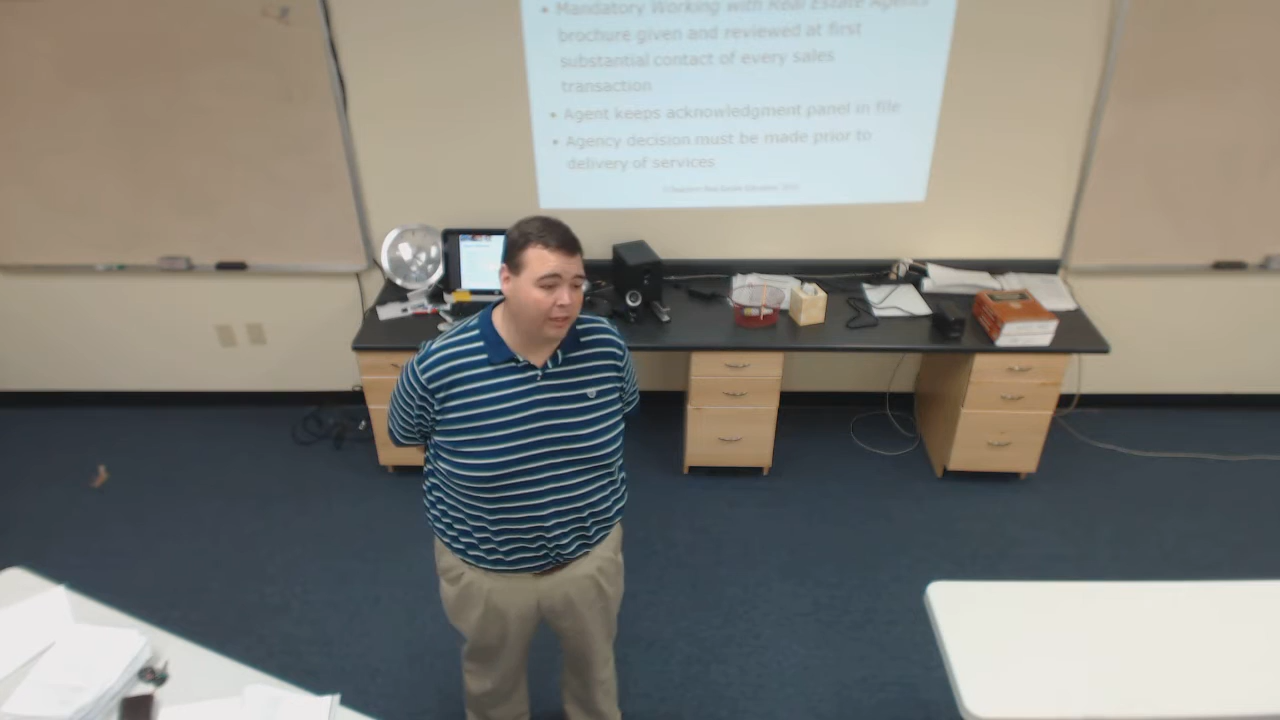 • Mandatory Working with Real Estate Agents
brochure given and reviewed at first
substantial contact of every sales
transaction
• Agent keeps acknowledgment panel in file
• Agency decision must be made prior to
delivery of services